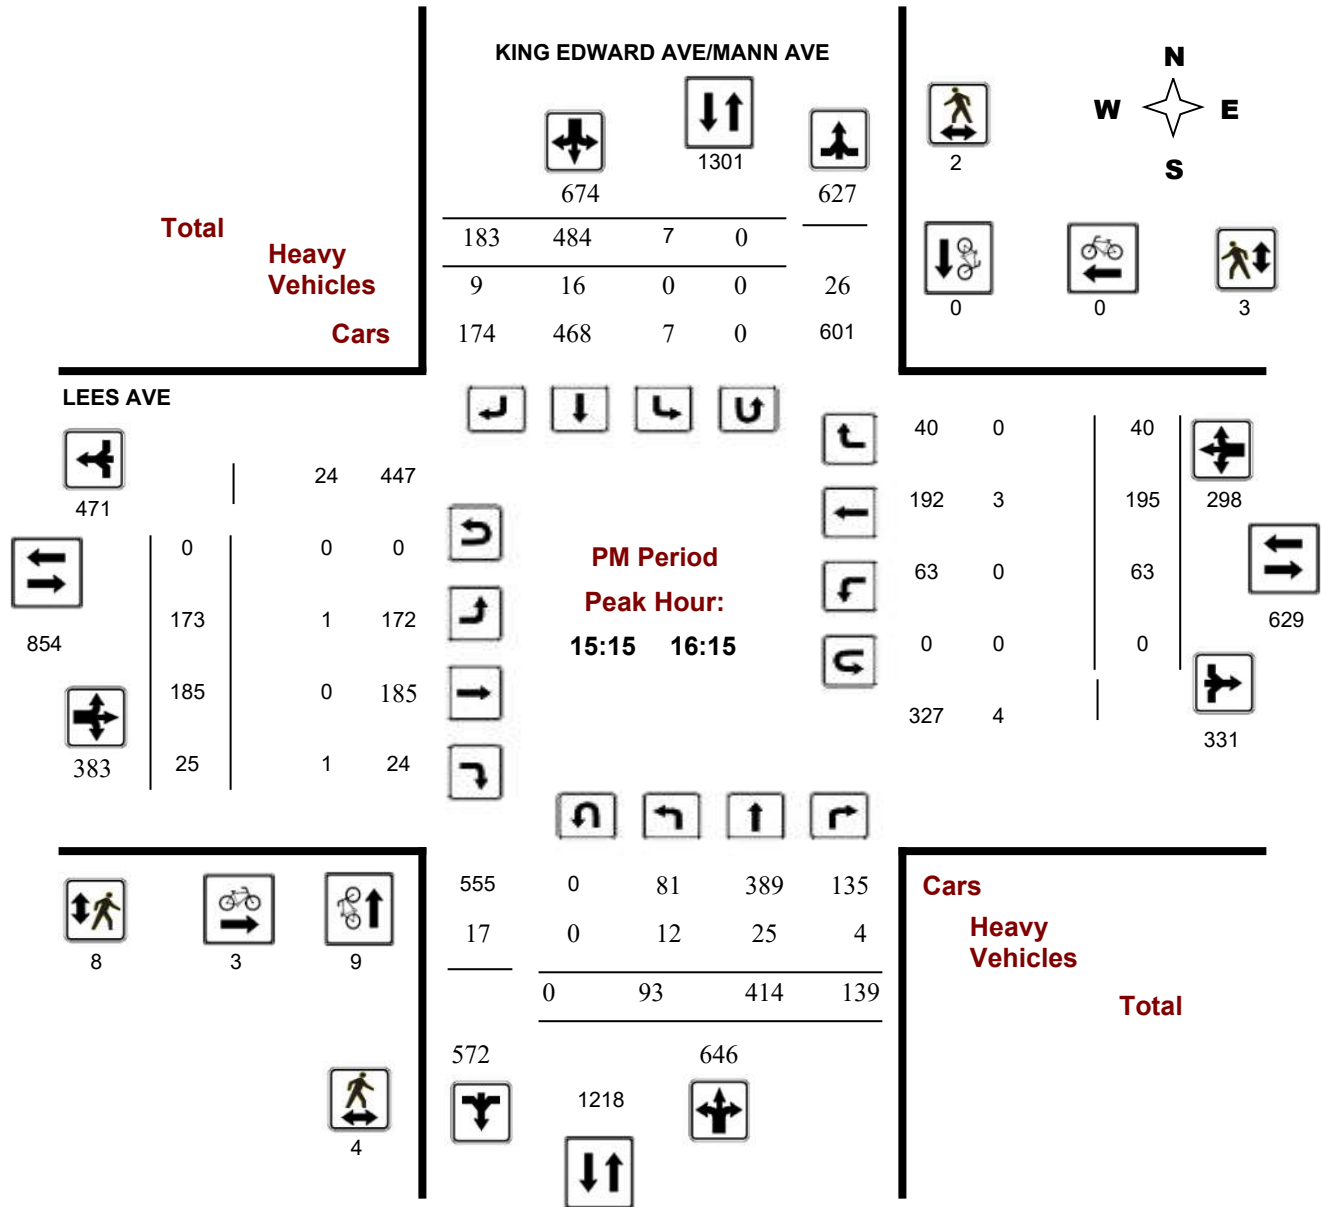 KING EDWARD AVE/MANN AVE
N
W E
S
1301
2
674 627
Total
183 484 7 0
Heavy
Vehicles
9 16 0 0 26
0 0 3
Cars
174 468 7 0 601
LEES AVE
40 0 40
24 447
471
192 3 195 298
0 0 0
PM Period
63 0 63
173 1 172
Peak Hour:
629
854
15:15 16:15
0 0 0
185 0 185
327 4
331
383 25 1 24
555 0 81 389 135
Cars
17 0 12 25 4
Heavy
Vehicles
8 3 9
0 93 414 139
Total
572 646
1218
4